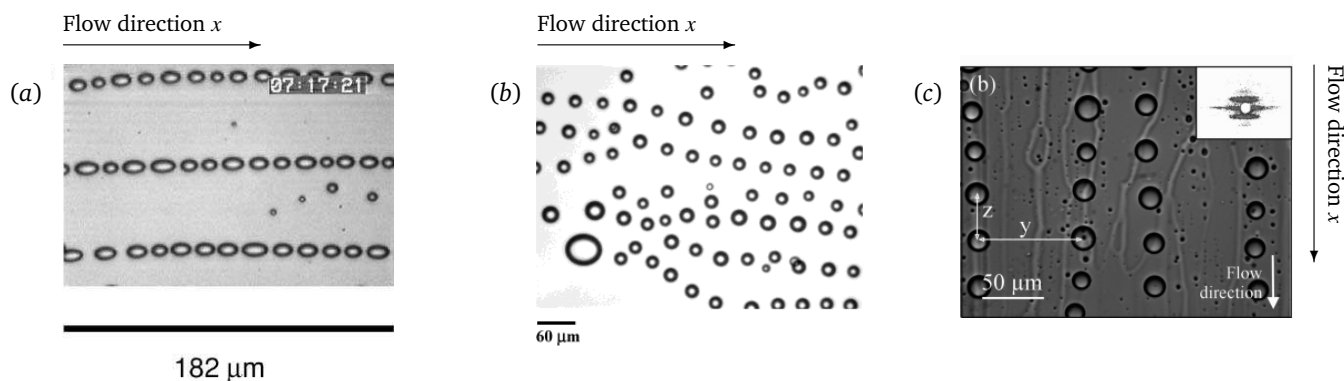 Flow direction x
(a)
07:17:21
182 μm
Flow direction x
(b)
60 μm
(c)
(b)
z
y
50 μm
Flow
direction
Flow direction x